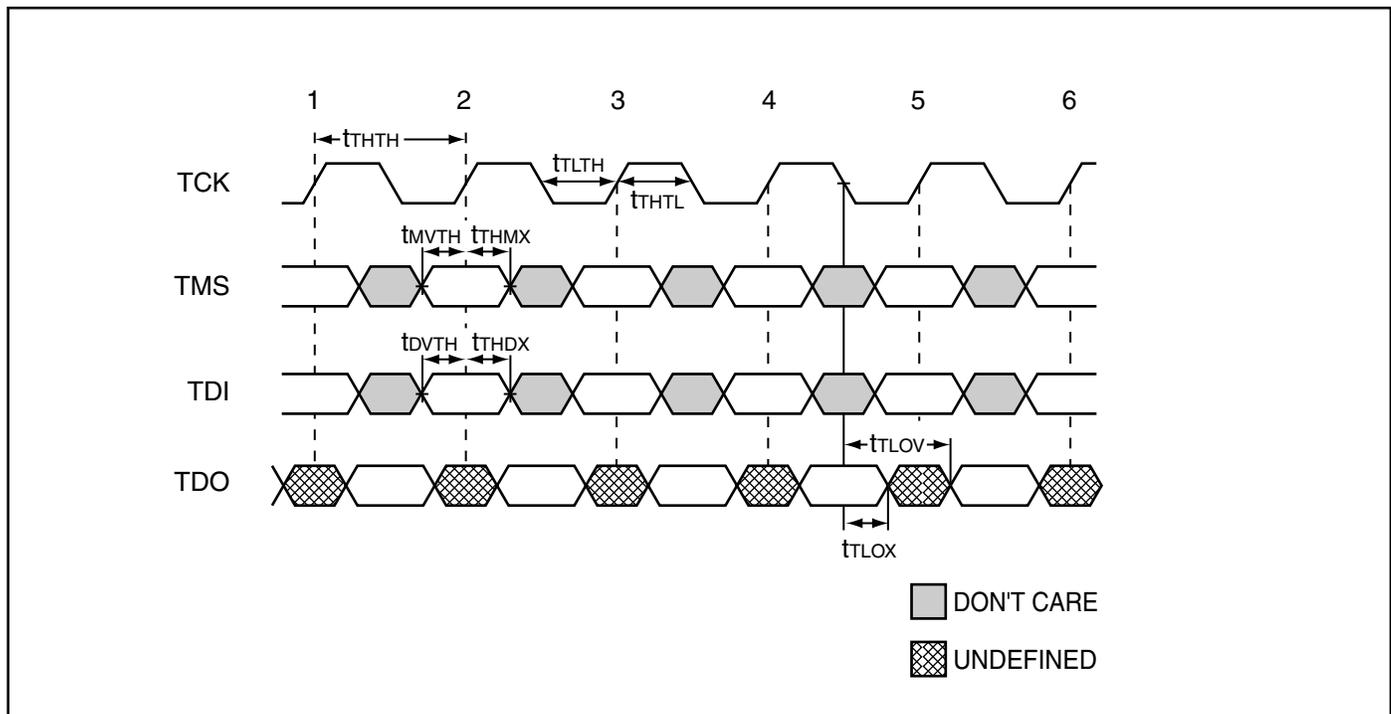 1 2 3 4 5 6
tTHTH
TCK
tTLTH
tTHTL
tMVTH tTHMX
TMS
tDVTH tTHDX
TDI
tTLOV
TDO
tTLOX
DON'T CARE
UNDEFINED